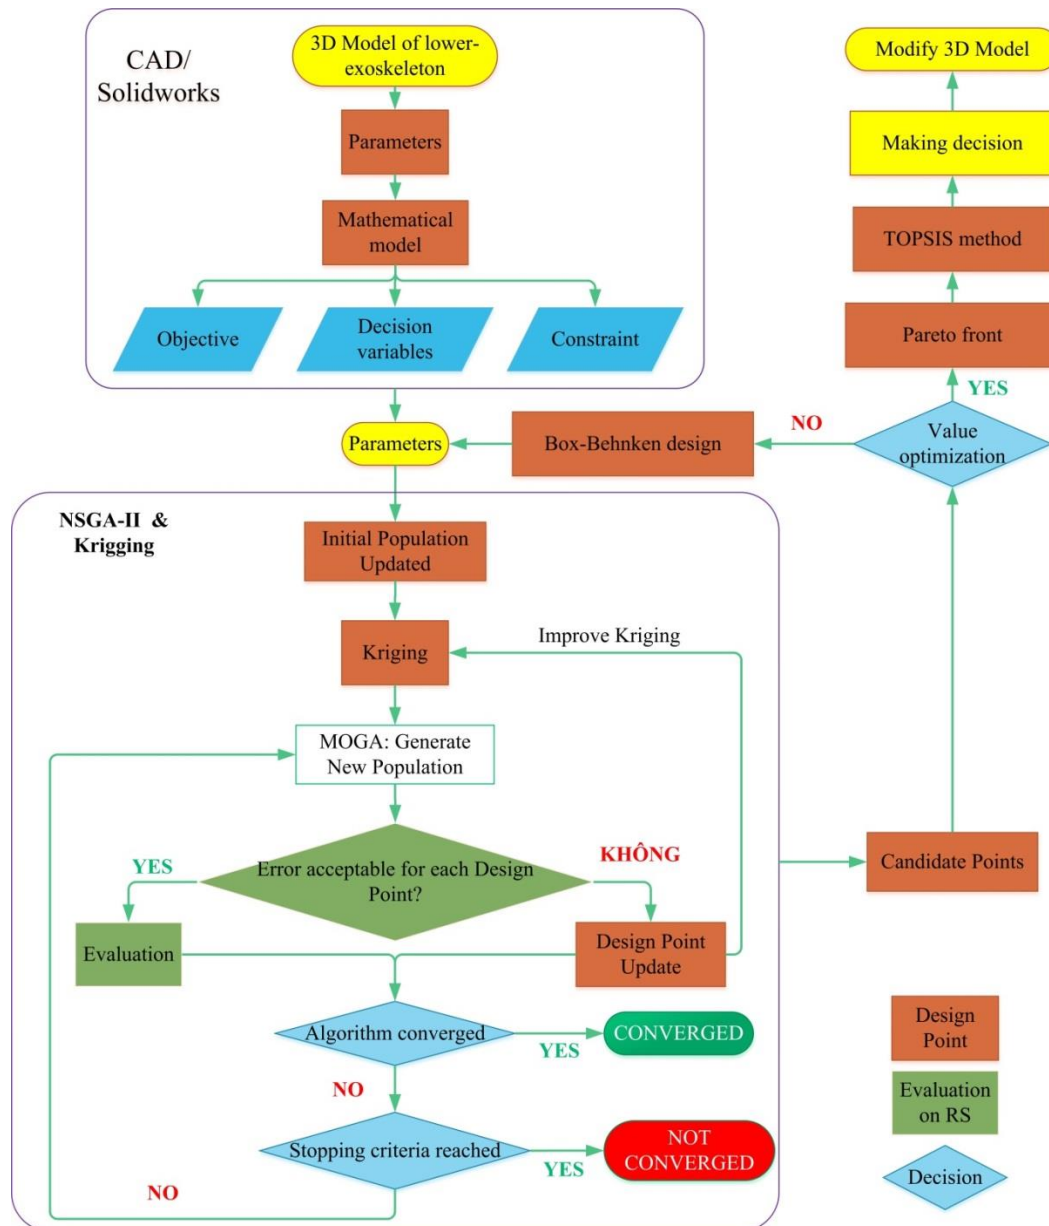 CAD/
Solidworks
3D Model of lower-
exoskeleton
Parameters
Mathematical
model
Objective
Decision
variables
Constraint
Modify 3D Model
Making decision
TOPSIS method
Pareto front
YES
Value
optimization
NO
Box-Behnken design
Parameters
NSGA-II &
Krigging
Initial Population
Updated
Kriging
Improve Kriging
MOGA: Generate
New Population
Error acceptable for each Design
Point?
YES
KHÔNG
Evaluation
Design Point
Update
Algorithm converged
YES
CONVERGED
NO
Stopping criteria reached
YES
NOT
CONVERGED
NO
Candidate Points
Design
Point
Evaluation
on RS
Decision